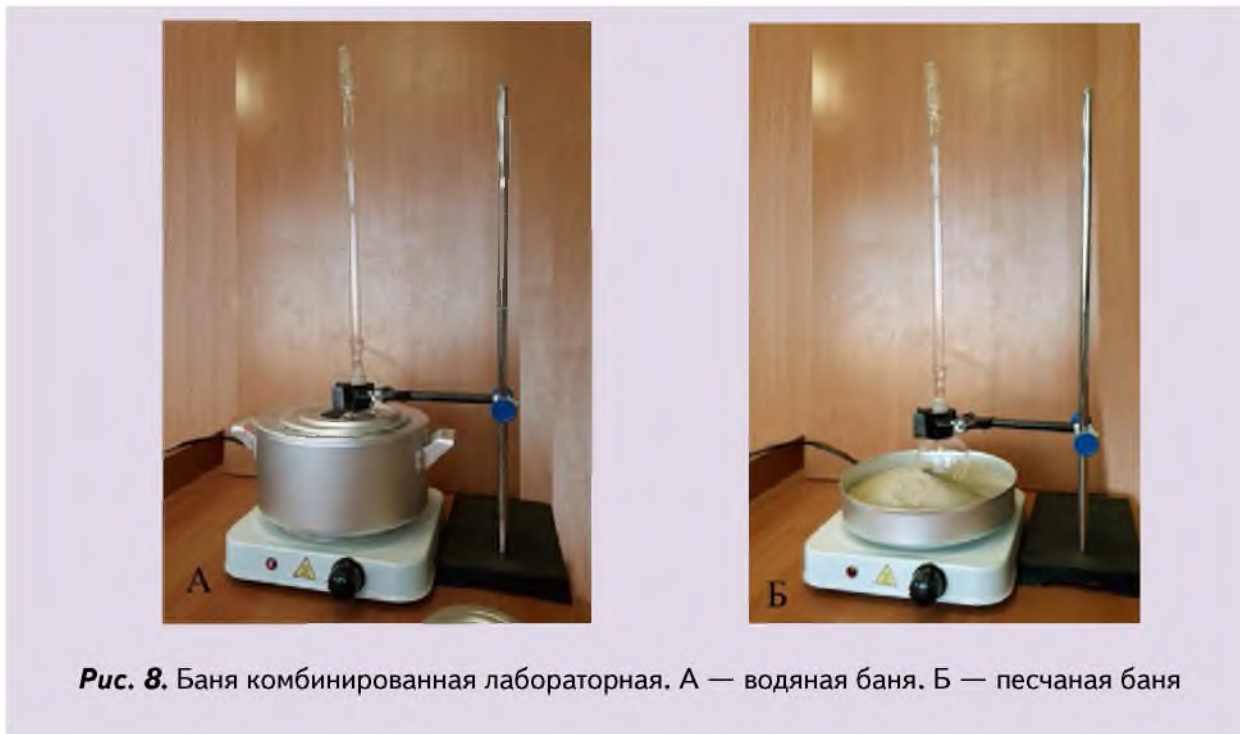 А
Б
Рис. 8. Баня комбинированная лабораторная. А — водяная баня. Б — песчаная баня